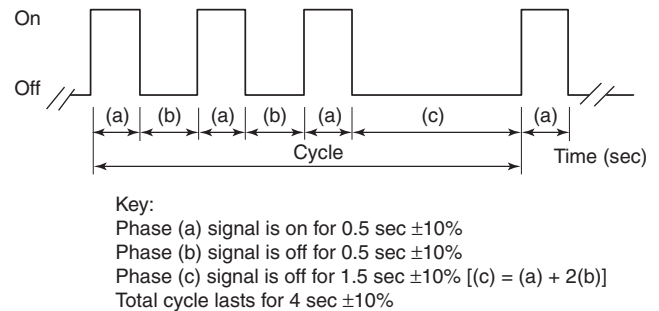 On
Off
(a) (b) (a) (b) (a) (c) (a)
Cycle
Time (sec)
Key:
Phase (a) signal is on for 0.5 sec ±10%
Phase (b) signal is off for 0.5 sec ±10%
Phase (c) signal is off for 1.5 sec ±10% [(c) = (a) + 2(b)]
Total cycle lasts for 4 sec ±10%